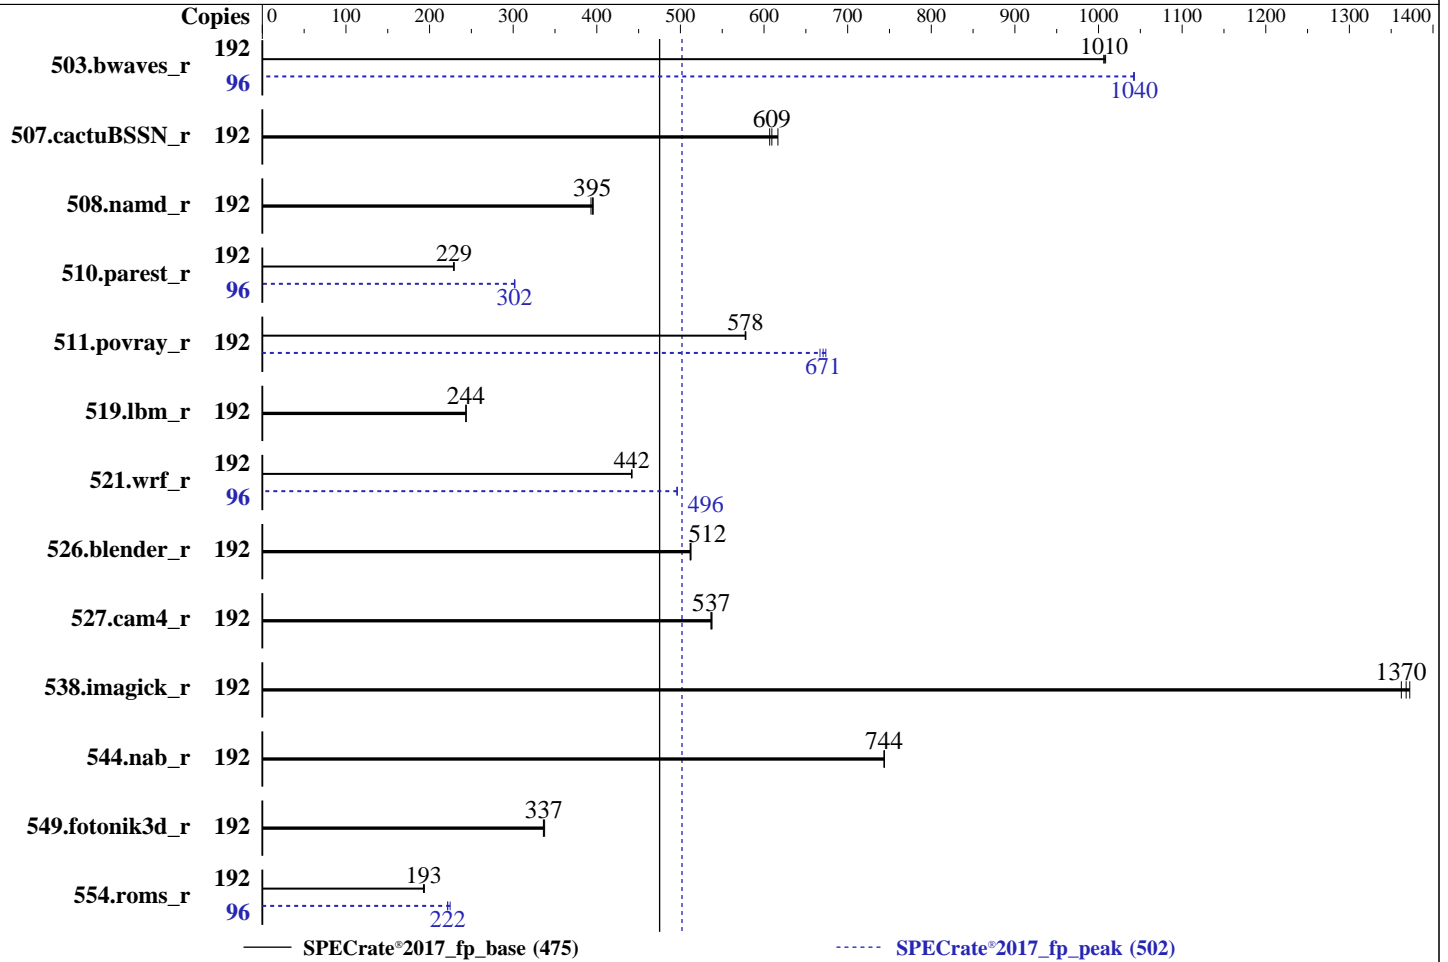 Copies 0 100 200 300 400 500 600 700 800 900 1000 1100 1200 1300 1400
503.bwaves_r 192 1010
96 1040
507.cactuBSSN_r 192 609
508.namd_r 192 395
510.parest_r 192 229
96 302
511.povray_r 192 578
671
519.lbm_r 192 244
521.wrf_r 192 442
96 496
526.blender_r 192 512
527.cam4_r 192 537
538.imagick_r 192 1370
544.nab_r 192 744
549.fotonik3d_r 192 337
554.roms_r 192 193
96 222
SPECrate®2017_fp_base (475) SPECrate®2017_fp_peak (502)